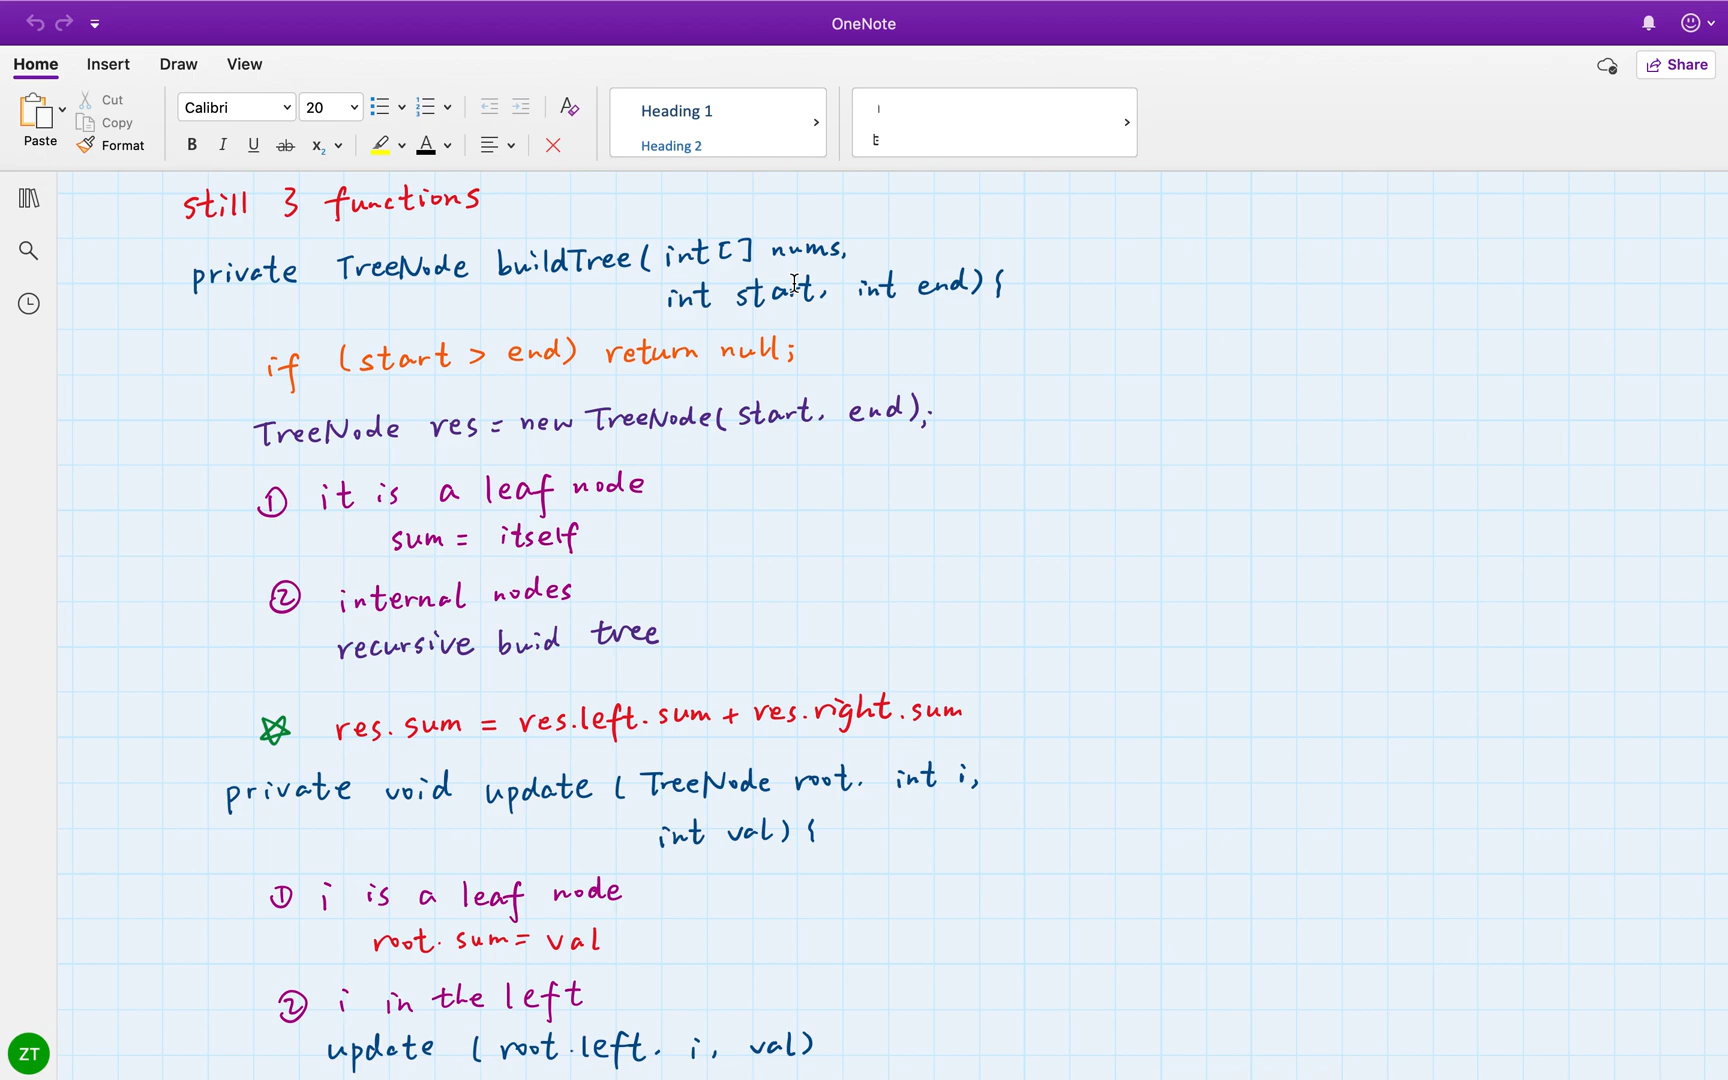 OneNote
Home Insert Draw View
Share
Paste
Cut
Copy
Format
Calibri 20
B I U ab x₂ A
Heading 1
Heading 2
still 3 functions
private TreeNode buildTree(int[] nums,
int start, int end){
if (start > end) return null;
TreeNode res = new TreeNode(start, end);
① it is a leaf node
sum = itself
② internal nodes
recursive buid tree
res.sum = res.left.sum + res.right.sum
private void update (TreeNode root, int i,
int val) {
① i is a leaf node
root.sum = val
② i in the left
update (root.left, i, val)
ZT